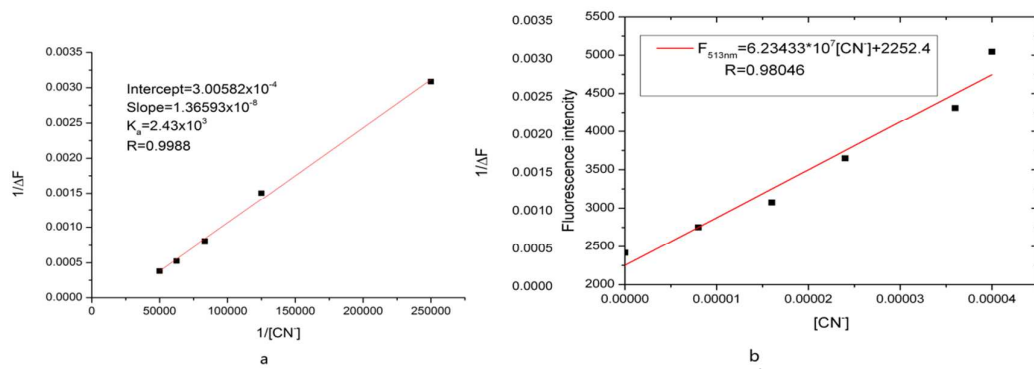 a
0.0035
0.0030
0.0025
0.0020
0.0015
0.0010
0.0005
0.0000
1/ΔF
Intercept=3.00582x10⁻⁴
Slope=1.36593x10⁻⁸
Kₐ=2.43x10³
R=0.9988
0 50000 100000 150000 200000 250000
1/[CN⁻]
a
b
0.0035
0.0030
0.0025
0.0020
0.0015
0.0010
0.0005
0.0000
1/ΔF
5500
5000
4500
4000
3500
3000
2500
2000
Fluorescence intencity
F₅₁₃ₙₘ=6.23433*10⁷[CN⁻]+2252.4
R=0.98046
0.00000 0.00001 0.00002 0.00003 0.00004
[CN⁻]
b